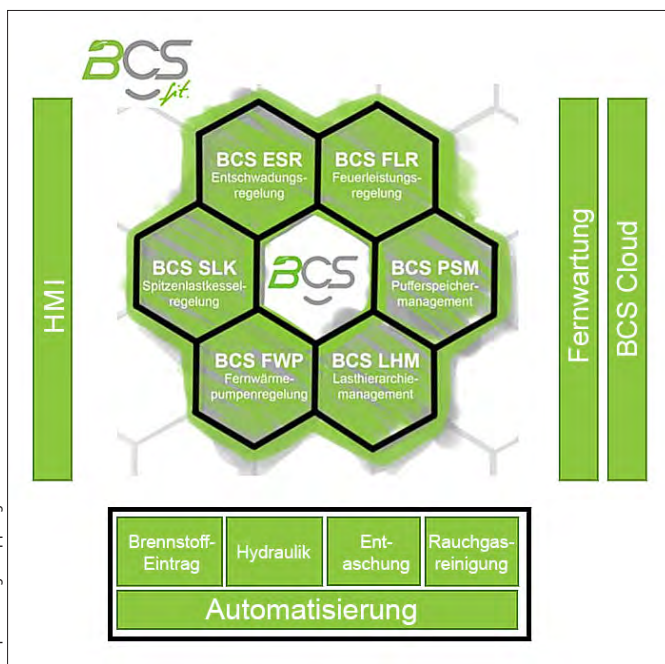 BCS
fit.
HMI
BCS ESR
Entschwadungs-
regelung
BCS FLR
Feuerleistungs-
regelung
BCS SLK
Spitzenlastkessel-
regelung
BCS
BCS PSM
Pufferspeicher-
management
BCS FWP
Fernwärme-
pumpenregelung
BCS LHM
Lasthierarchie-
management
Fernwartung
BCS Cloud
Brennstoff-
Eintrag
Hydraulik
Ent-
aschung
Rauchgas-
reinigung
Automatisierung